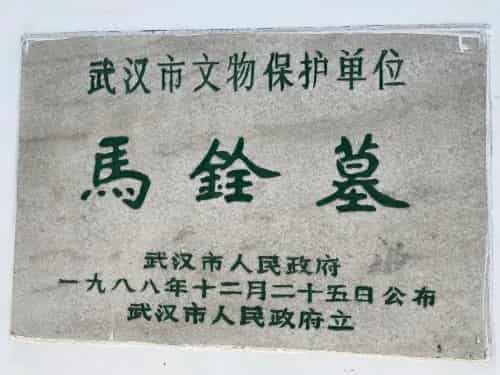 武汉市文物保护单位
馬銓墓
武汉市人民政府
一九八八年十二月二十五日公布
武汉市人民政府立